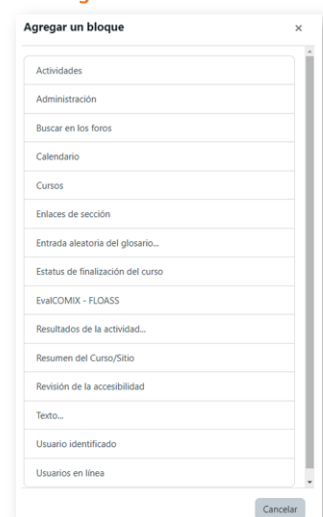 Agregar un bloque ×
Actividades
Administración
Buscar en los foros
Calendario
Cursos
Enlaces de sección
Entrada aleatoria del glosario...
Estatus de finalización del curso
EvalCOMIX - FLOASS
Resultados de la actividad...
Resumen del Curso/Sitio
Revisión de la accesibilidad
Texto...
Usuario identificado
Usuarios en línea
Cancelar